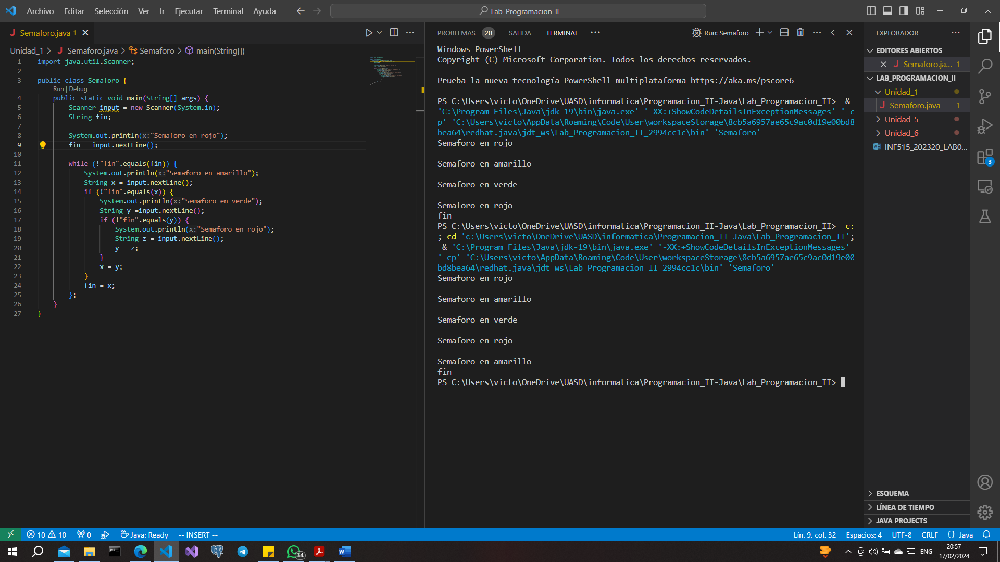 Archivo Editar Selección Ver Ir Ejecutar Terminal Ayuda
Lab_Programacion_II
Semaforo.java 1
Unidad_1 > Semaforo.java > Semaforo > main(String[])
1 import java.util.Scanner;
2
3 public class Semaforo {
Run | Debug
4 public static void main(String[] args) {
5 Scanner input = new Scanner(System.in);
6 String fin;
7
8 System.out.println(x:"Semaforo en rojo");
9 fin = input.nextLine();
10
11 while (!"fin".equals(fin)) {
12 System.out.println(x:"Semaforo en amarillo");
13 String x = input.nextLine();
14 if (!"fin".equals(x)) {
15 System.out.println(x:"Semaforo en verde");
16 String y =input.nextLine();
17 if (!"fin".equals(y)) {
18 System.out.println(x:"Semaforo en rojo");
19 String z = input.nextLine();
20 y = z;
21 }
22 x = y;
23 }
24 fin = x;
25 };
26 }
27 }
PROBLEMAS 20 SALIDA TERMINAL ... Run: Semaforo
Windows PowerShell
Copyright (C) Microsoft Corporation. Todos los derechos reservados.
Prueba la nueva tecnología PowerShell multiplataforma https://aka.ms/pscore6
PS C:\Users\victo\OneDrive\UASD\informatica\Programacion_II-Java\Lab_Programacion_II>  &
'C:\Program Files\Java\jdk-19\bin\java.exe' '-XX:+ShowCodeDetailsInExceptionMessages' '-c
p' 'C:\Users\victo\AppData\Roaming\Code\User\workspaceStorage\8cb5a6957ae65c9ac0d19e00bd8
bea64\redhat.java\jdt_ws\Lab_Programacion_II_2994cc1c\bin' 'Semaforo'
Semaforo en rojo
Semaforo en amarillo
Semaforo en verde
Semaforo en rojo
fin
PS C:\Users\victo\OneDrive\UASD\informatica\Programacion_II-Java\Lab_Programacion_II>  c:
; cd 'c:\Users\victo\OneDrive\UASD\informatica\Programacion_II-Java\Lab_Programacion_II';
& 'C:\Program Files\Java\jdk-19\bin\java.exe' '-XX:+ShowCodeDetailsInExceptionMessages'
'-cp' 'C:\Users\victo\AppData\Roaming\Code\User\workspaceStorage\8cb5a6957ae65c9ac0d19e00
bd8bea64\redhat.java\jdt_ws\Lab_Programacion_II_2994cc1c\bin' 'Semaforo'
Semaforo en rojo
Semaforo en amarillo
Semaforo en verde
Semaforo en rojo
Semaforo en amarillo
fin
PS C:\Users\victo\OneDrive\UASD\informatica\Programacion_II-Java\Lab_Programacion_II>
EXPLORADOR
EDITORES ABIERTOS
Semaforo.ja... 1
LAB_PROGRAMACION_II
Unidad_1
Semaforo.java 1
Unidad_5
Unidad_6
INF515_202320_LAB0...
ESQUEMA
LÍNEA DE TIEMPO
JAVA PROJECTS
3
10 10 0 Java: Ready -- INSERT -- Lín. 9, col. 32 Espacios: 4 UTF-8 CRLF {} Java
34 ENG 20:57
17/02/2024